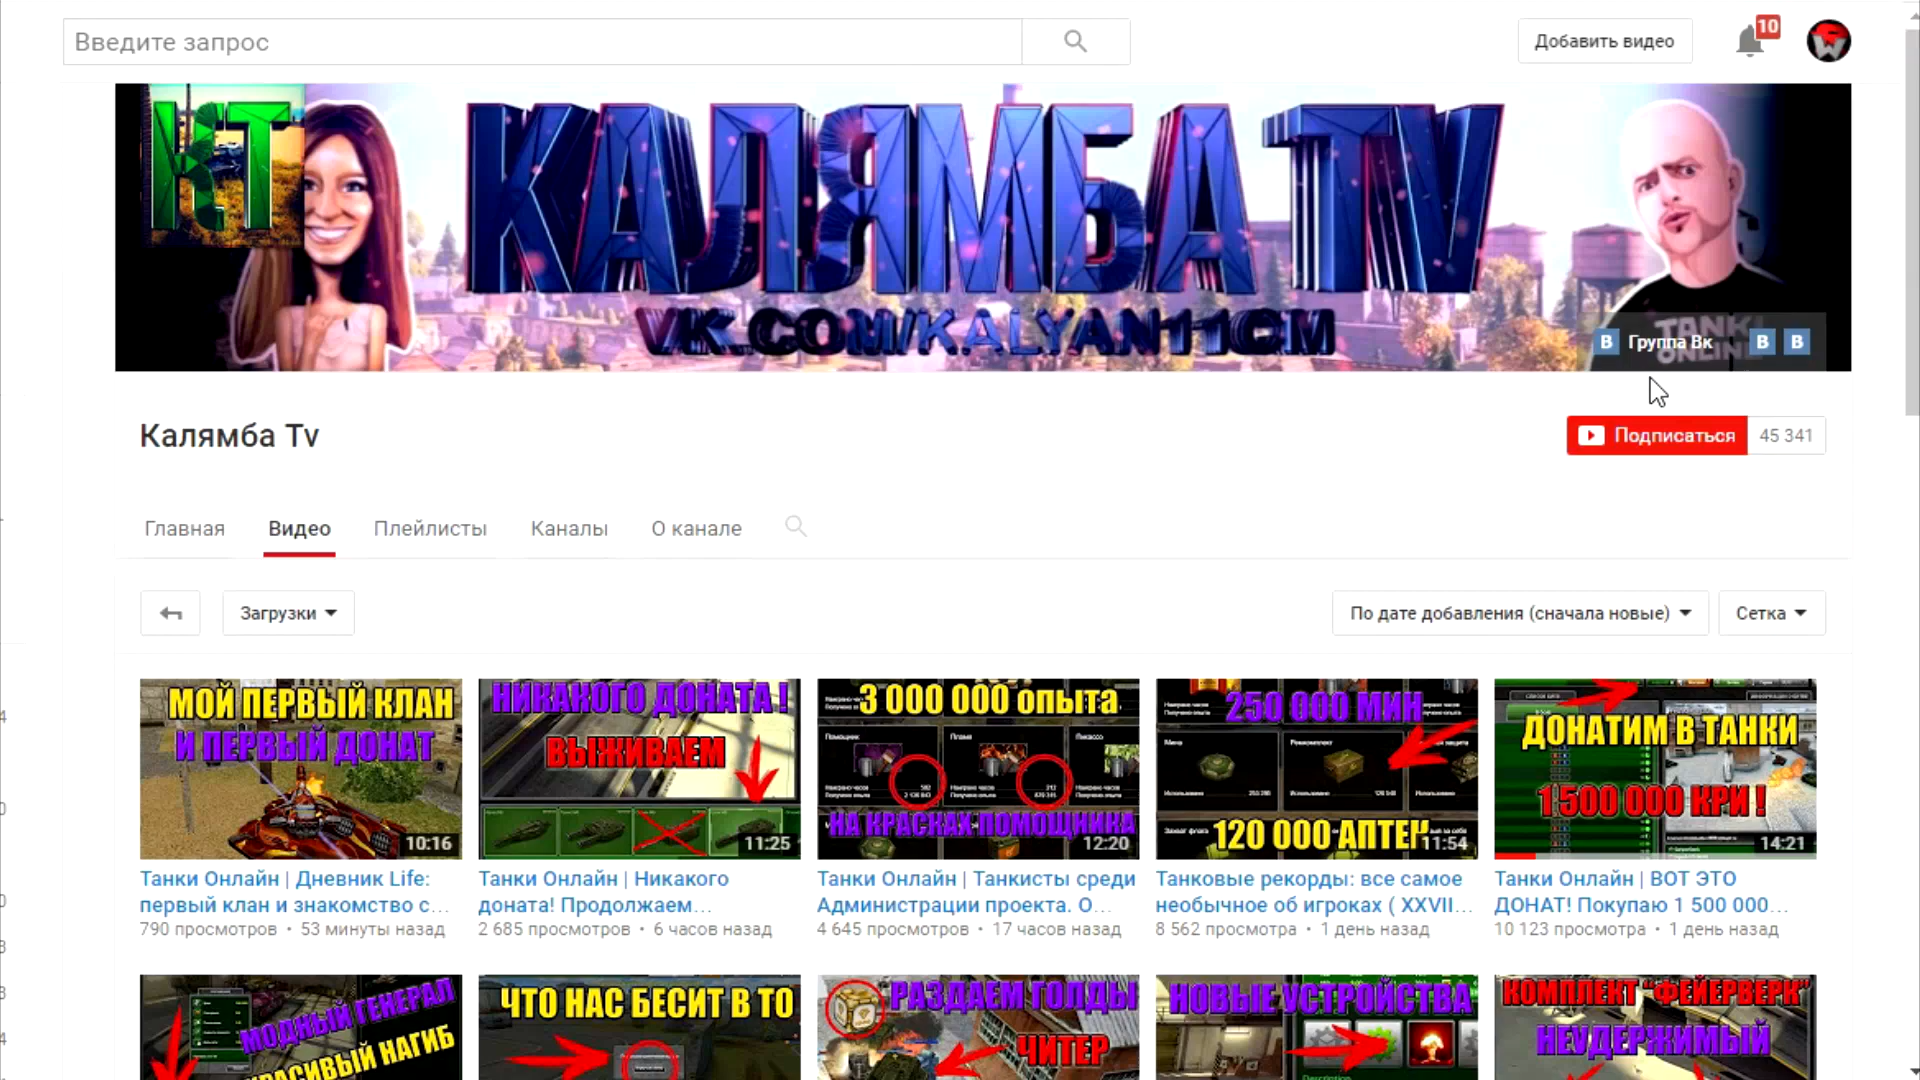 Введите запрос
Добавить видео
10
КТ
КАЛЯМБА TV
VK.COM/KALYAN11CM
TANKI
ONLINE
В Группа Вк В В
Калямба Tv
Подписаться 45 341
Главная Видео Плейлисты Каналы О канале
Загрузки
По дате добавления (сначала новые)
Сетка
МОЙ ПЕРВЫЙ КЛАН
И ПЕРВЫЙ ДОНАТ
10:16
Танки Онлайн | Дневник Life:
первый клан и знакомство с...
790 просмотров • 53 минуты назад
НИКАКОГО ДОНАТА!
ВЫЖИВАЕМ
11:25
Танки Онлайн | Никакого
доната! Продолжаем...
2 685 просмотров • 6 часов назад
3 000 000 опыта
НА КРАСКАХ ПОМОЩНИКА
12:20
Танки Онлайн | Танкисты среди
Администрации проекта. О...
4 645 просмотров • 17 часов назад
250 000 МИН
120 000 АПТЕК
11:54
Танковые рекорды: все самое
необычное об игроках ( XXVII...
8 562 просмотра • 1 день назад
ДОНАТИМ В ТАНКИ
1 500 000 КРИ !
14:21
Танки Онлайн | ВОТ ЭТО
ДОНАТ! Покупаю 1 500 000...
10 123 просмотра • 1 день назад
МОДНЫЙ ГЕНЕРАЛ
КРАСИВЫЙ НАГИБ
ЧТО НАС БЕСИТ В ТО
РАЗДАЕМ ГОЛДЫ
ЧИТЕР
НОВЫЕ УСТРОЙСТВА
КОМПЛЕКТ "ФЕЙЕРВЕРК"
НЕУДЕРЖИМЫЙ